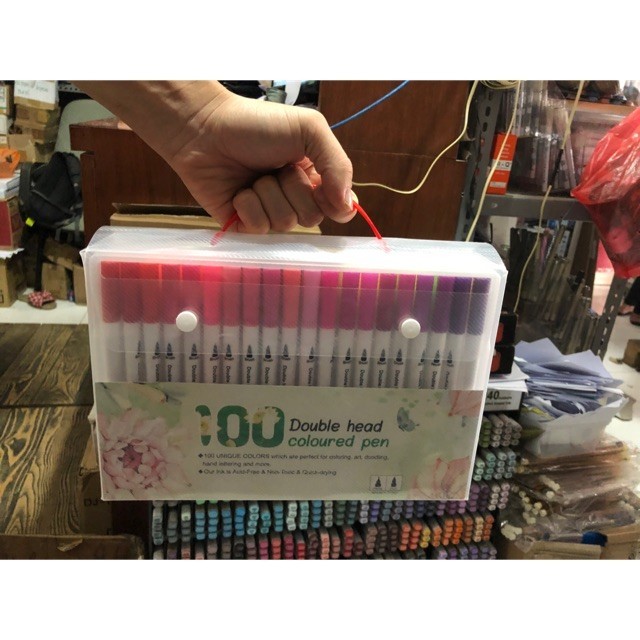 100 Double head
coloured pen
100 UNIQUE COLORS which are perfect for coloring, art, doodling,
hand lettering and more.
Our Ink is Acid-Free & Non-Toxic & Quick-drying
40